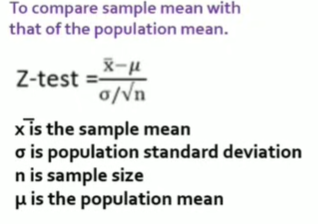 To compare sample mean with
that of the population mean.
Z-test = x̄-μ
σ/√n
x̄ is the sample mean
σ is population standard deviation
n is sample size
μ is the population mean